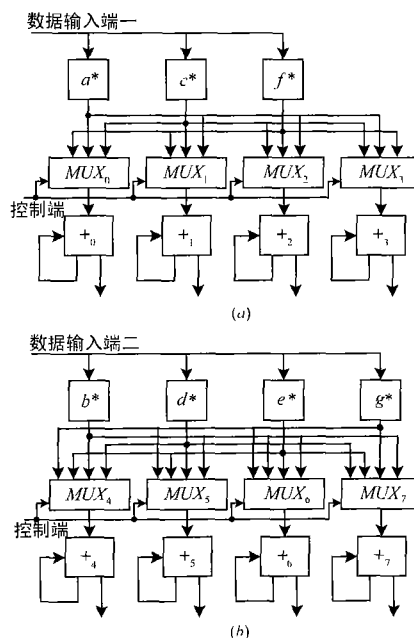 数据输入端一
a* c* f*
MUX₀ MUX₁ MUX₂ MUX₃
控制端
+₀ +₁ +₂ +₃
(a)
数据输入端二
b* d* e* g*
MUX₄ MUX₅ MUX₆ MUX₇
控制端
+₄ +₅ +₆ +₇
(b)